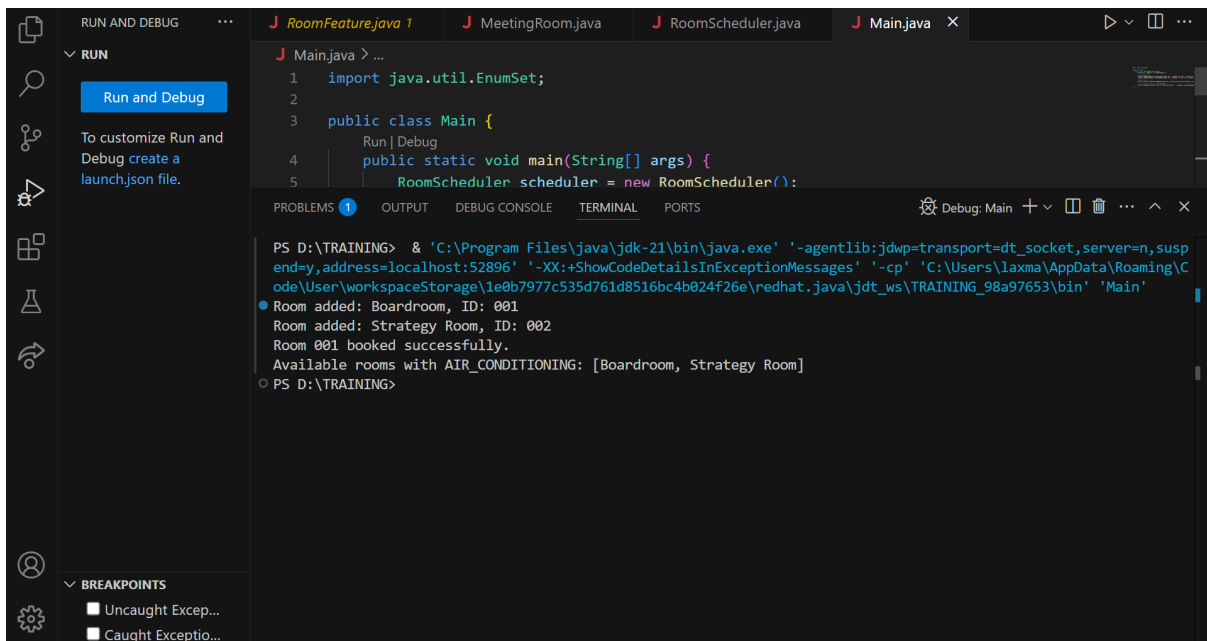 RUN AND DEBUG ...
RUN
Run and Debug
To customize Run and
Debug create a
launch.json file.
BREAKPOINTS
Uncaught Excep...
Caught Exceptio...
J RoomFeature.java 1 J MeetingRoom.java J RoomScheduler.java J Main.java
J Main.java > ...
1 import java.util.EnumSet;
2
3 public class Main {
Run | Debug
4 public static void main(String[] args) {
5 RoomScheduler scheduler = new RoomScheduler();
PROBLEMS 1 OUTPUT DEBUG CONSOLE TERMINAL PORTS Debug: Main
PS D:\TRAINING> & 'C:\Program Files\java\jdk-21\bin\java.exe' '-agentlib:jdwp=transport=dt_socket,server=n,susp
end=y,address=localhost:52896' '-XX:+ShowCodeDetailsInExceptionMessages' '-cp' 'C:\Users\laxma\AppData\Roaming\C
ode\User\workspaceStorage\1e0b7977c535d761d8516bc4b024f26e\redhat.java\jdt_ws\TRAINING_98a97653\bin' 'Main'
Room added: Boardroom, ID: 001
Room added: Strategy Room, ID: 002
Room 001 booked successfully.
Available rooms with AIR_CONDITIONING: [Boardroom, Strategy Room]
PS D:\TRAINING>